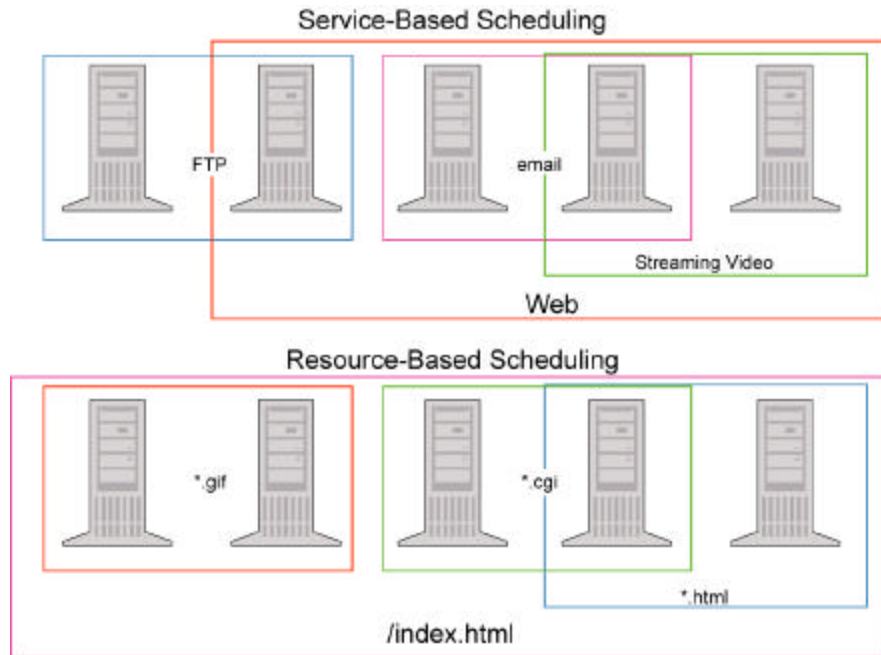 Service-Based Scheduling
FTP
email
Streaming Video
Web
Resource-Based Scheduling
*.gif
*.cgi
*.html
/index.html